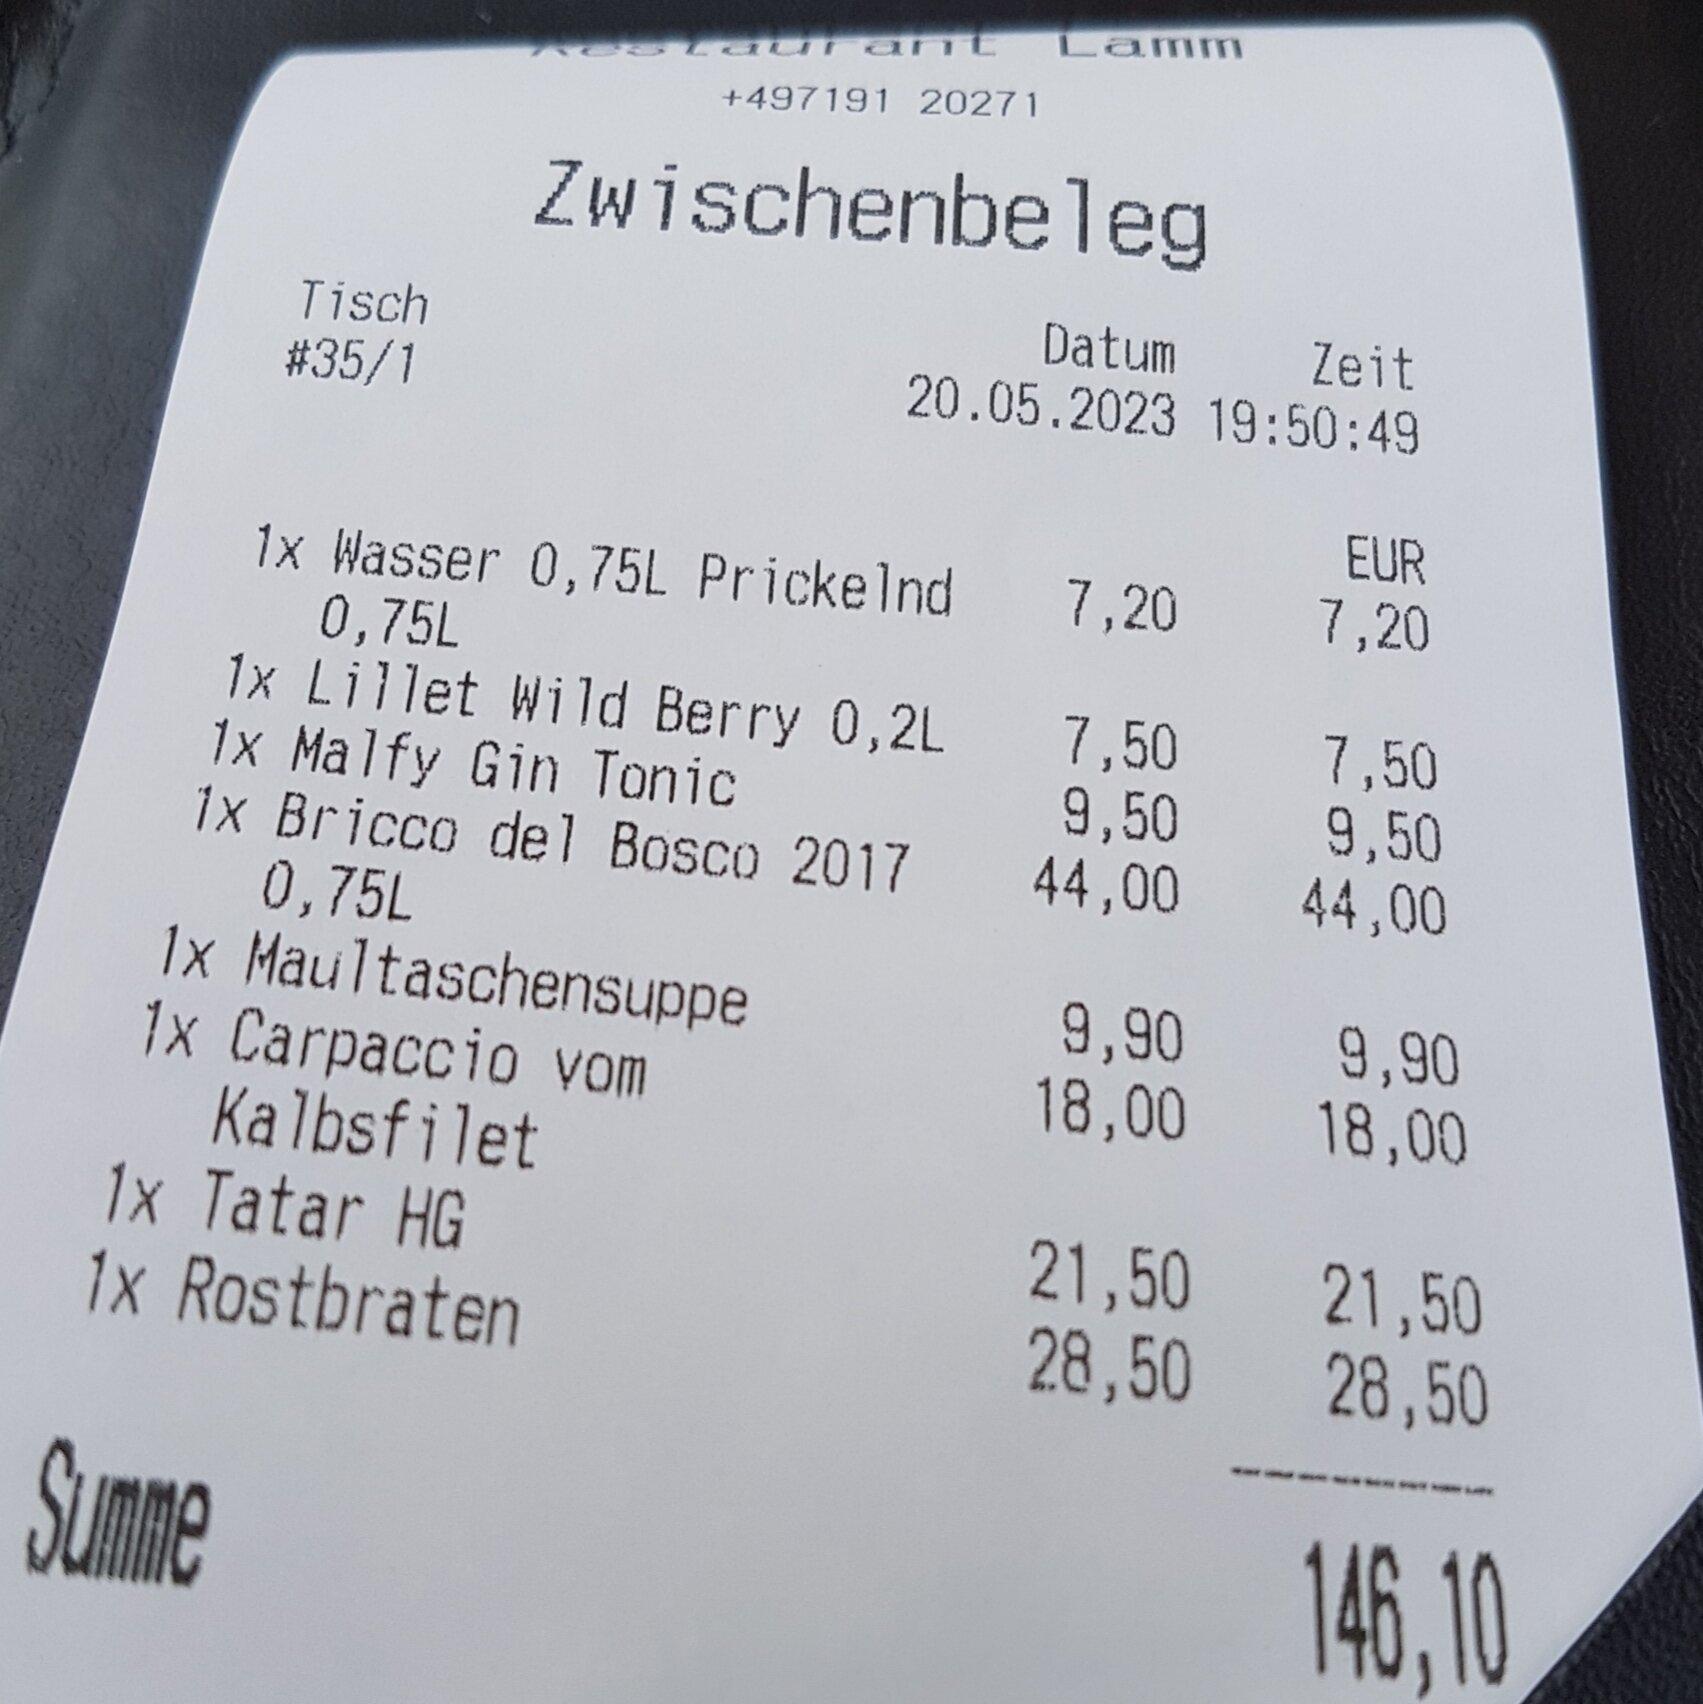 Restaurant Lamm
+497191 20271
Zwischenbeleg
Tisch
#35/1
Datum Zeit
20.05.2023 19:50:49
EUR
1x Wasser 0,75L Prickelnd 7,20 7,20
0,75L
1x Lillet Wild Berry 0,2L 7,50 7,50
1x Malfy Gin Tonic 9,50 9,50
1x Bricco del Bosco 2017 44,00 44,00
0,75L
1x Maultaschensuppe 9,90 9,90
1x Carpaccio vom 18,00 18,00
Kalbsfilet
1x Tatar HG 21,50 21,50
1x Rostbraten 28,50 28,50
Summe 146,10